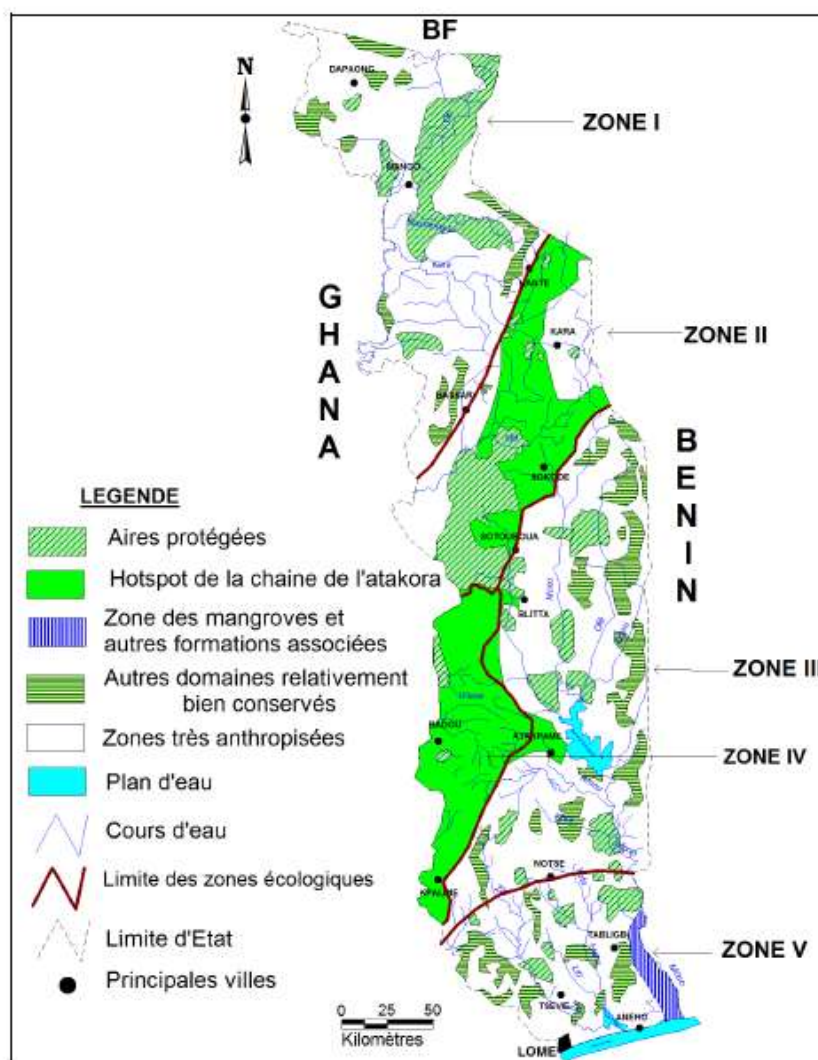 BF
N
DAPAONG
ZONE I
MANGO
GHANA
KANTE
KARA
ZONE II
BASSAR
BENIN
SOKODE
LEGENDE
Aires protégées
SOTOUBOUA
Hotspot de la chaine de l'atakora
BLITTA
Zone des mangroves et
autres formations associées
Autres domaines relativement
bien conservés
ZONE III
Zones très anthropisées
BADOU
ATAKPAME
ZONE IV
Plan d'eau
Cours d'eau
Limite des zones écologiques
NOTSE
KPALIME
Limite d'Etat
TABLIGB
ZONE V
Principales villes
TSEVIE
0 25 50
Kilomètres
ANEHO
LOME